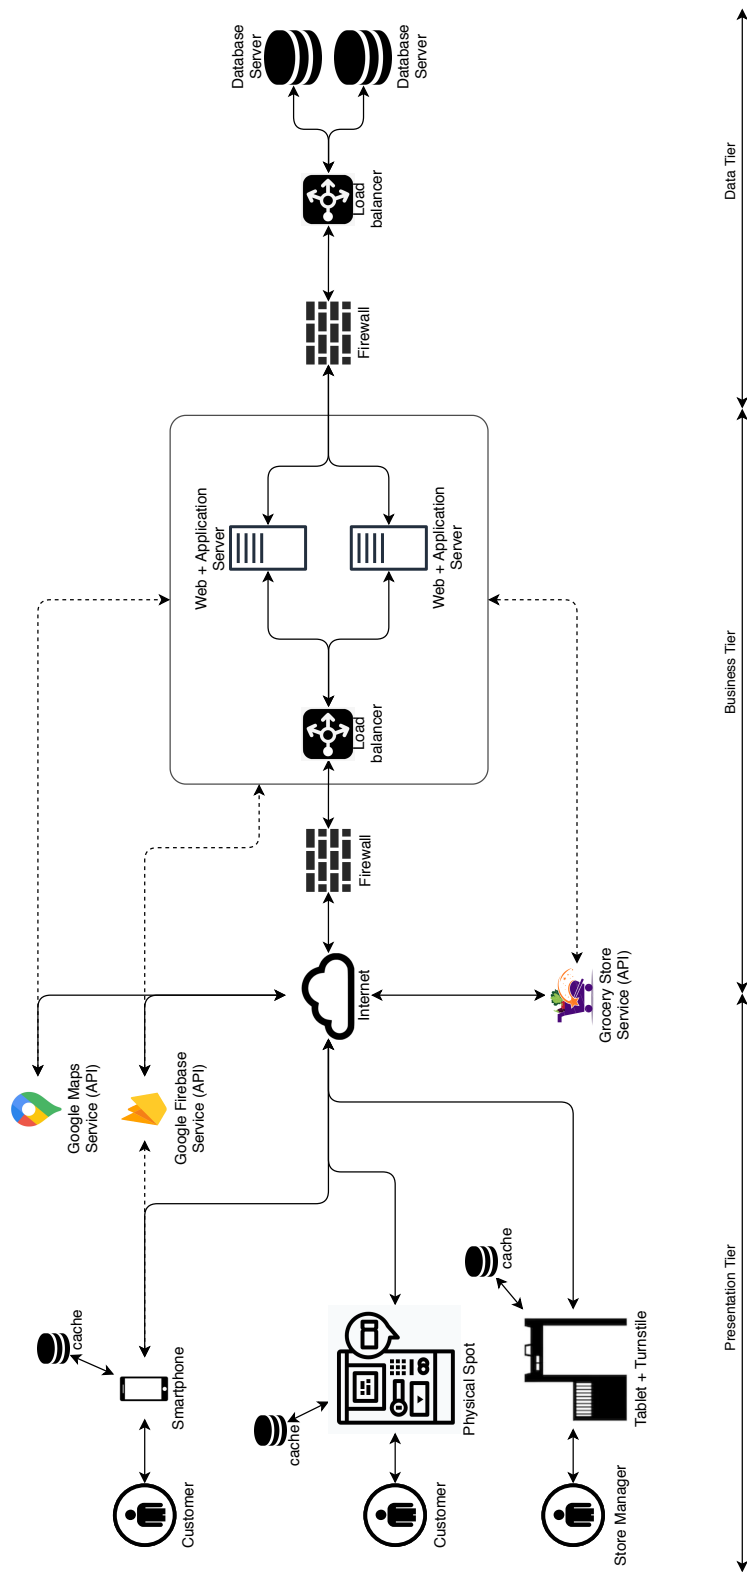 Customer
Smartphone
cache
Customer
cache
Physical Spot
Store Manager
Tablet + Turnstile
cache
Google Maps
Service (API)
Google Firebase
Service (API)
Internet
Grocery Store
Service (API)
Firewall
Load
balancer
Web + Application
Server
Web + Application
Server
Firewall
Load
balancer
Database
Server
Database
Server
Presentation Tier
Business Tier
Data Tier